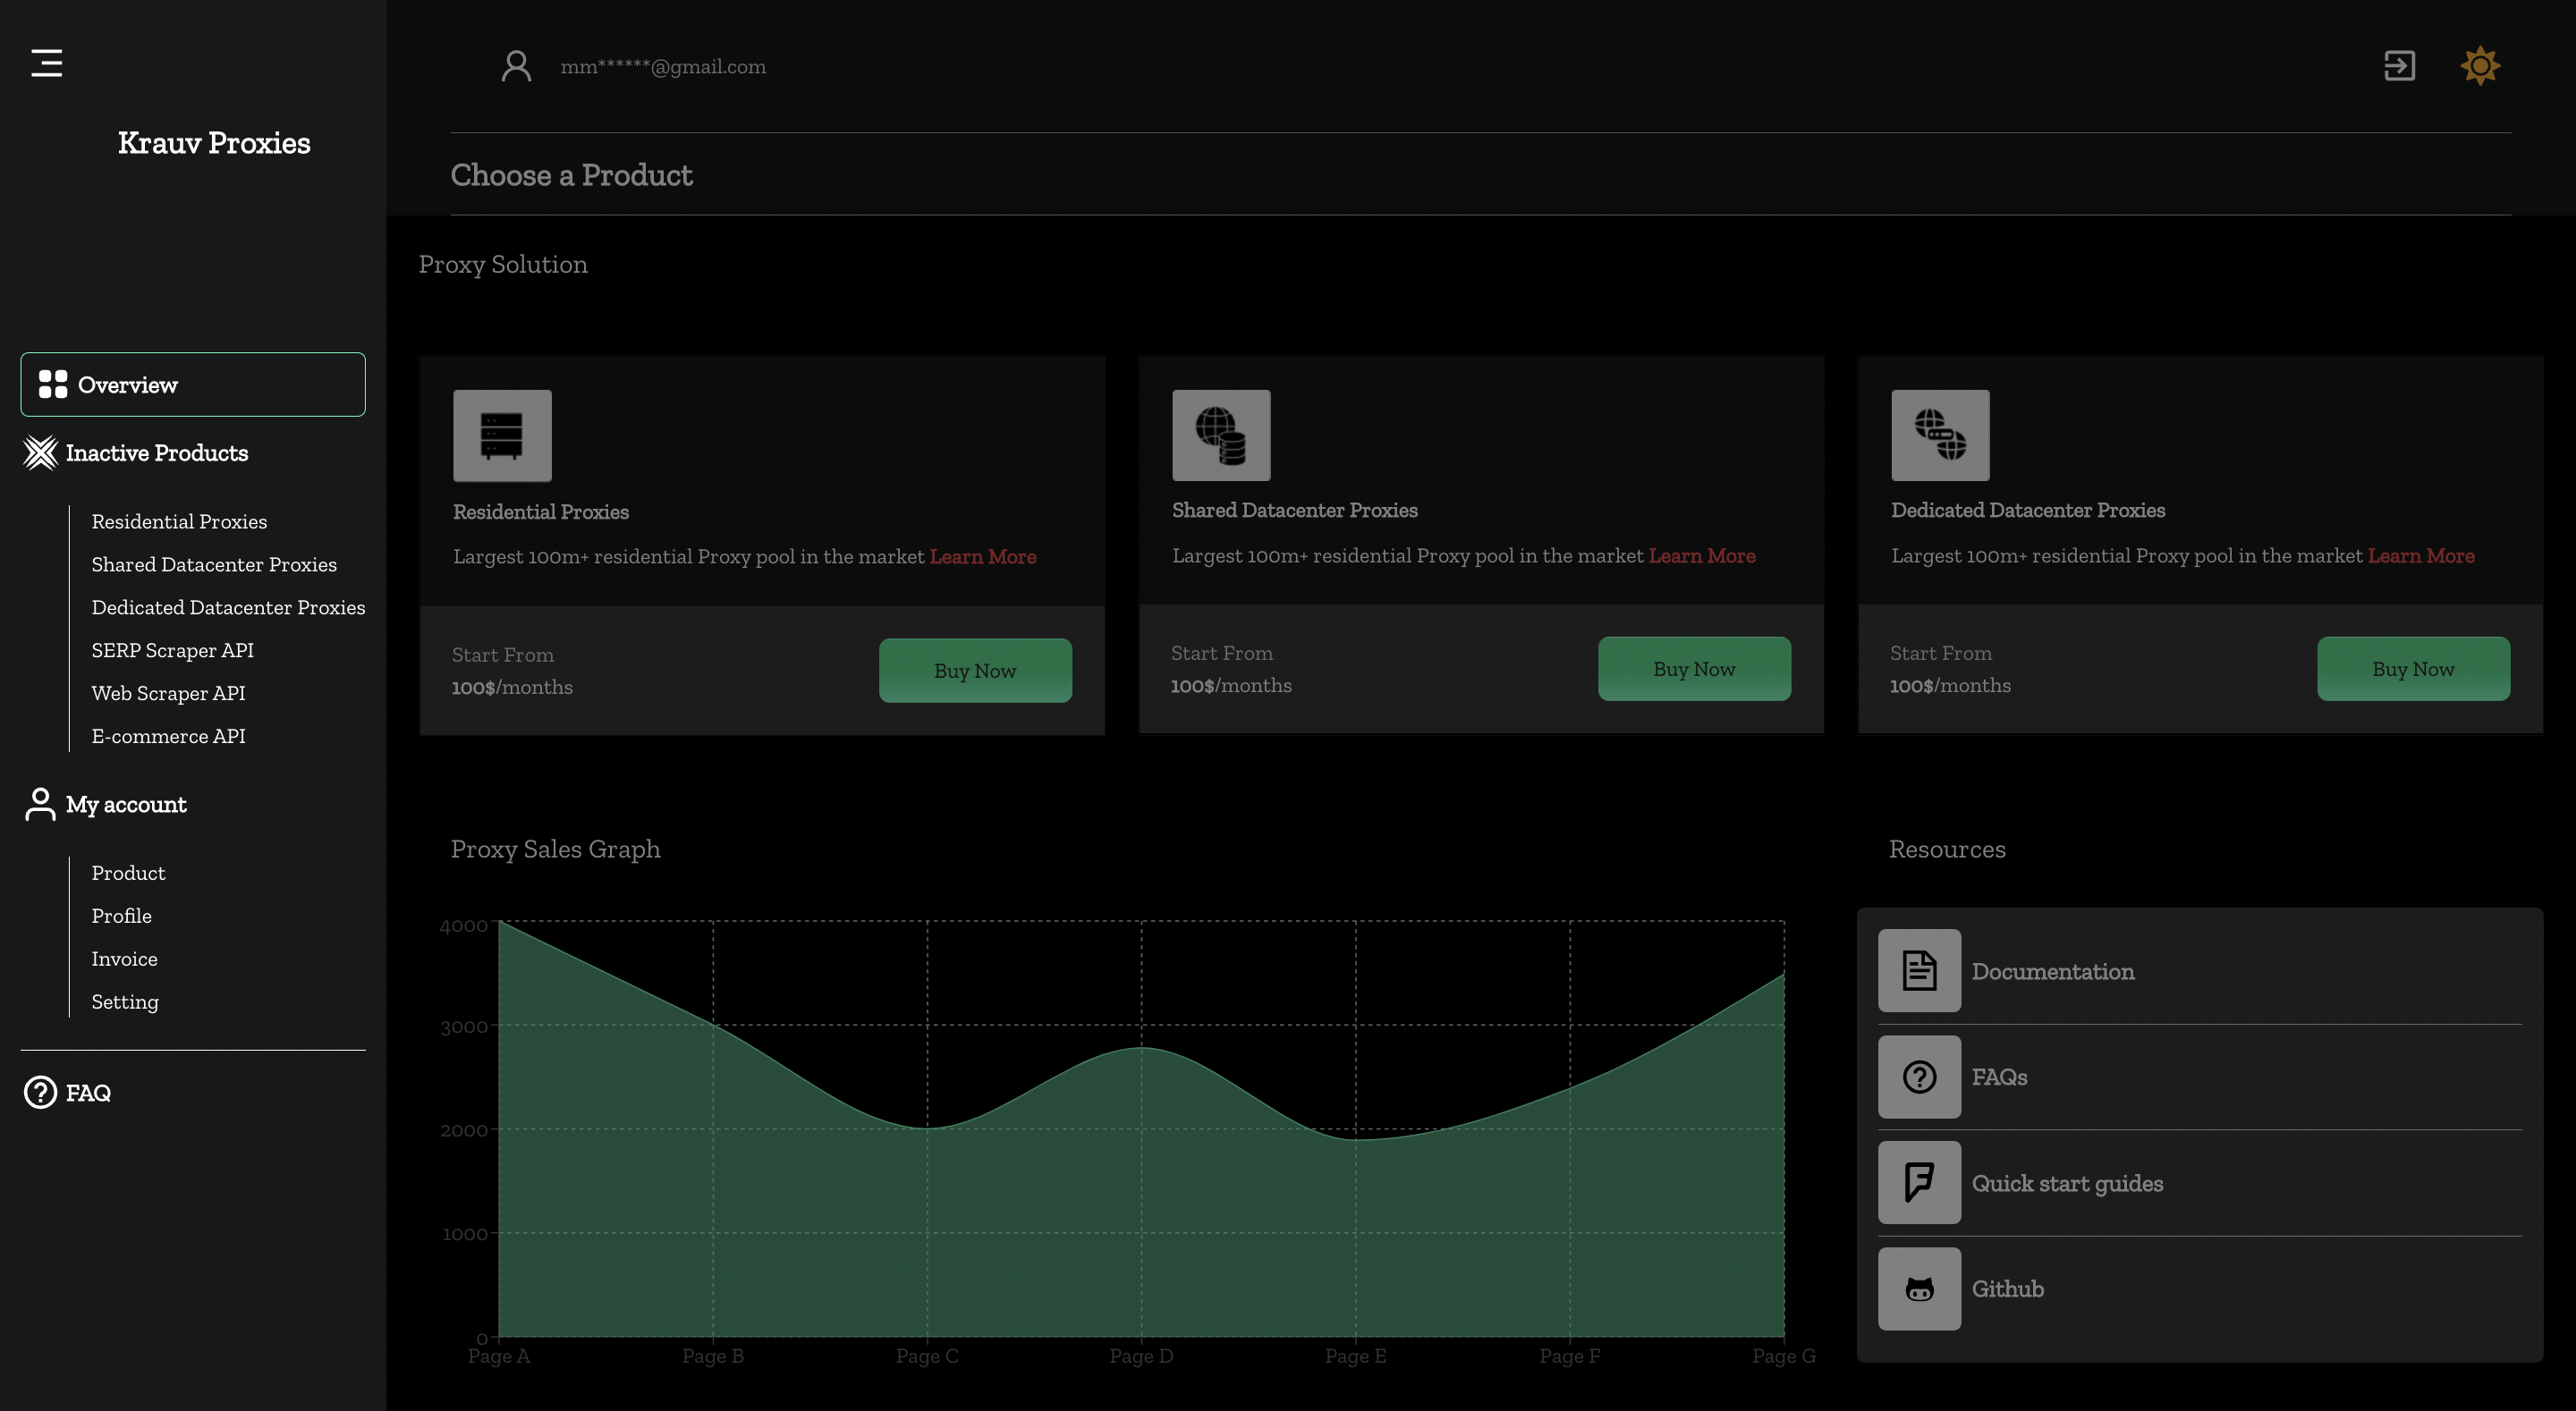 Krauv Proxies
Overview
Inactive Products
Residential Proxies
Shared Datacenter Proxies
Dedicated Datacenter Proxies
SERP Scraper API
Web Scraper API
E-commerce API
My account
Product
Profile
Invoice
Setting
FAQ
mm******@gmail.com
Choose a Product
Proxy Solution
Residential Proxies
Largest 100m+ residential Proxy pool in the market Learn More
Start From
100$/months
Buy Now
Shared Datacenter Proxies
Largest 100m+ residential Proxy pool in the market Learn More
Start From
100$/months
Buy Now
Dedicated Datacenter Proxies
Largest 100m+ residential Proxy pool in the market Learn More
Start From
100$/months
Buy Now
Proxy Sales Graph
4000
3000
2000
1000
0
Page A
Page B
Page C
Page D
Page E
Page F
Page G
Resources
Documentation
FAQs
Quick start guides
Github